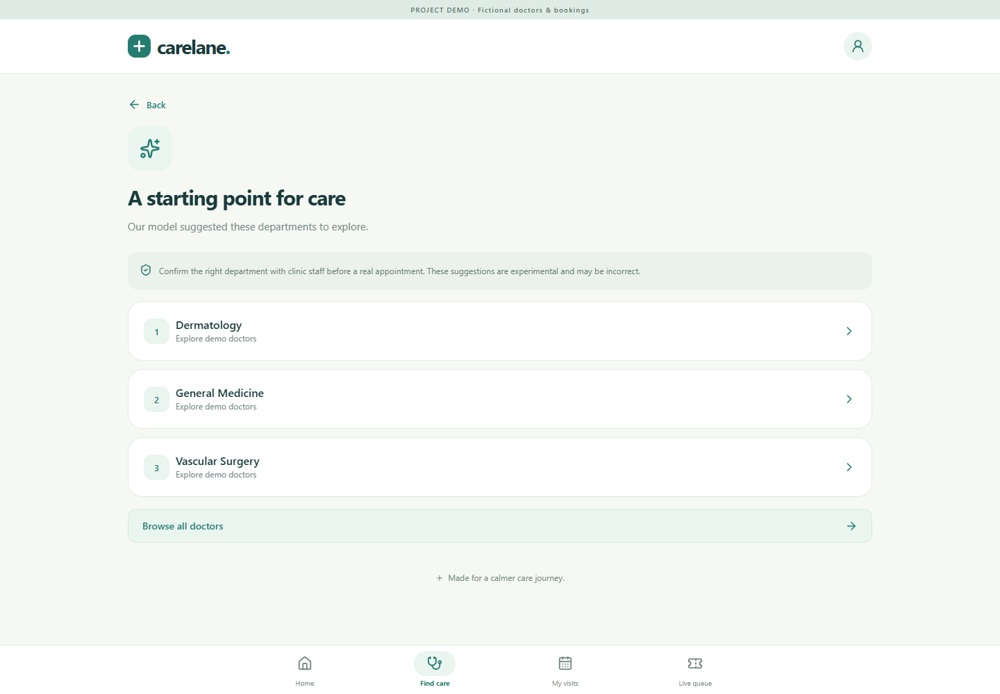 PROJECT DEMO · Fictional doctors & bookings
carelane.
Back
A starting point for care
Our model suggested these departments to explore.
Confirm the right department with clinic staff before a real appointment. These suggestions are experimental and may be incorrect.
1
Dermatology
Explore demo doctors
2
General Medicine
Explore demo doctors
3
Vascular Surgery
Explore demo doctors
Browse all doctors
Made for a calmer care journey.
Home
Find care
My visits
Live queue